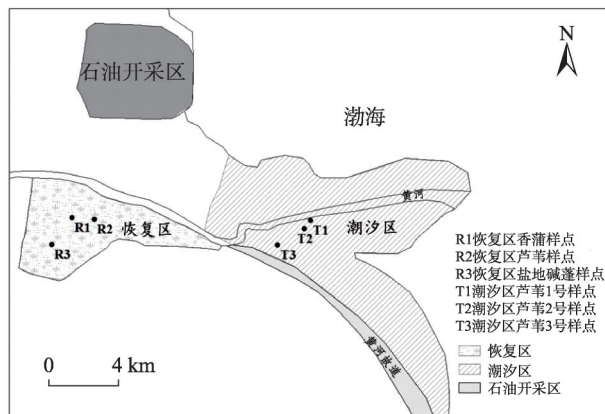 石油开采区
N
渤海
黄河
R1
R2
恢复区
R3
T1
T2
潮汐区
T3
黄河故道
R1恢复区香蒲样点
R2恢复区芦苇样点
R3恢复区盐地碱蓬样点
T1潮汐区芦苇1号样点
T2潮汐区芦苇2号样点
T3潮汐区芦苇3号样点
恢复区
潮汐区
石油开采区
0 4 km